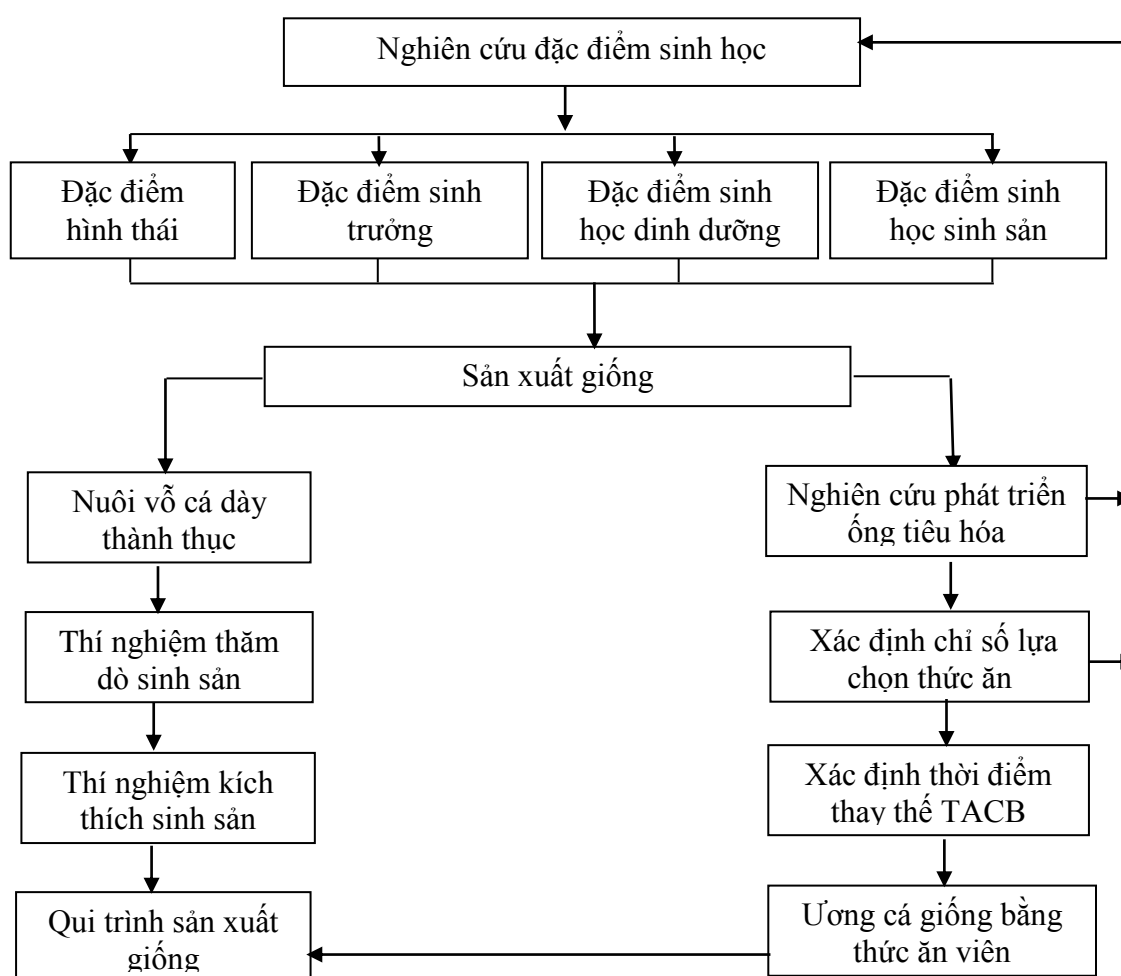 Nghiên cứu đặc điểm sinh học
Đặc điểm
hình thái
Đặc điểm sinh
trưởng
Đặc điểm sinh
học dinh dưỡng
Đặc điểm sinh
học sinh sản
Sản xuất giống
Nuôi vỗ cá dày
thành thục
Nghiên cứu phát triển
ống tiêu hóa
Thí nghiệm thăm
dò sinh sản
Xác định chỉ số lựa
chọn thức ăn
Thí nghiệm kích
thích sinh sản
Xác định thời điểm
thay thế TACB
Qui trình sản xuất
giống
Ương cá giống bằng
thức ăn viên